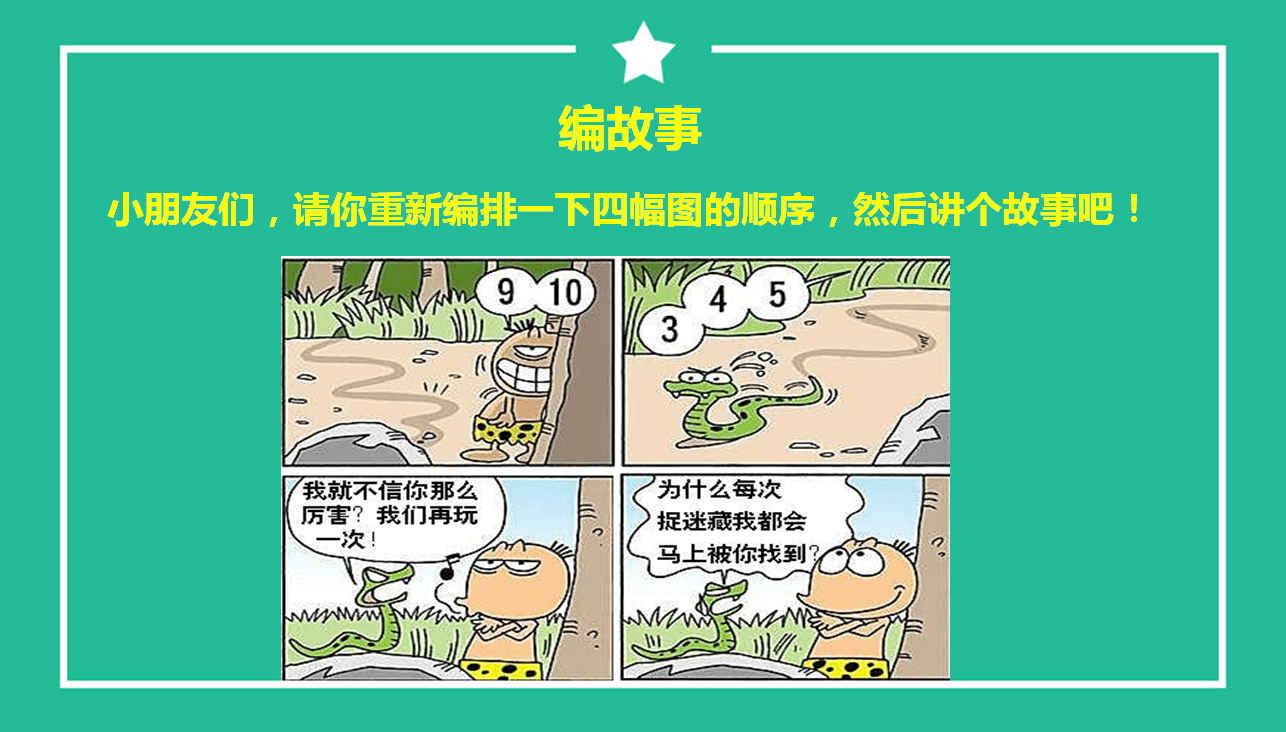 编故事
小朋友们，请你重新编排一下四幅图的顺序，然后讲个故事吧！
9 10
3 4 5
我就不信你那么
厉害？我们再玩
一次！
为什么每次
捉迷藏我都会
马上被你找到？